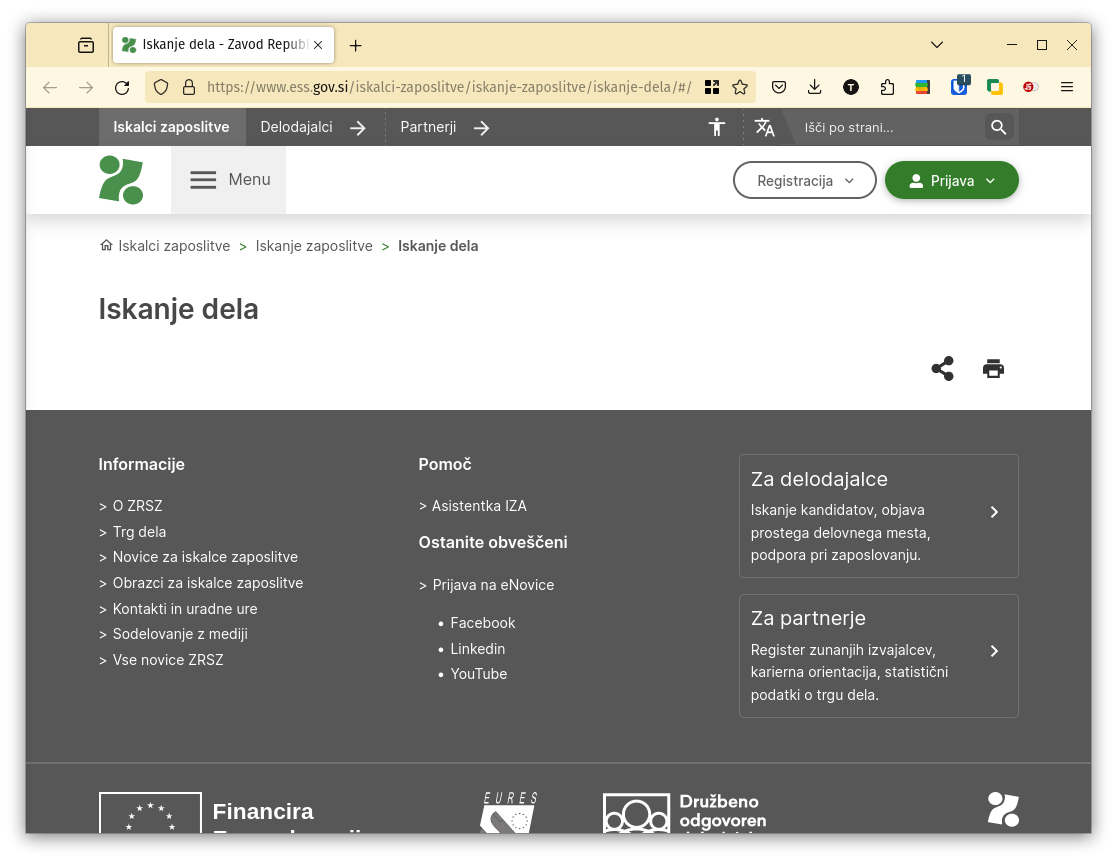 Iskanje dela - Zavod Republ
https://www.ess.gov.si/iskalci-zaposlitve/iskanje-zaposlitve/iskanje-dela/#/
1
Iskalci zaposlitve
Delodajalci
Partnerji
Išči po strani...
Menu
Registracija
Prijava
Iskalci zaposlitve > Iskanje zaposlitve > Iskanje dela
Iskanje dela
Informacije
> O ZRSZ
> Trg dela
> Novice za iskalce zaposlitve
> Obrazci za iskalce zaposlitve
> Kontakti in uradne ure
> Sodelovanje z mediji
> Vse novice ZRSZ
Pomoč
> Asistentka IZA
Ostanite obveščeni
> Prijava na eNovice
• Facebook
• Linkedin
• YouTube
Za delodajalce
Iskanje kandidatov, objava
prostega delovnega mesta,
podpora pri zaposlovanju.
Za partnerje
Register zunanjih izvajalcev,
karierna orientacija, statistični
podatki o trgu dela.
Financira
EURES
Družbeno
odgovoren